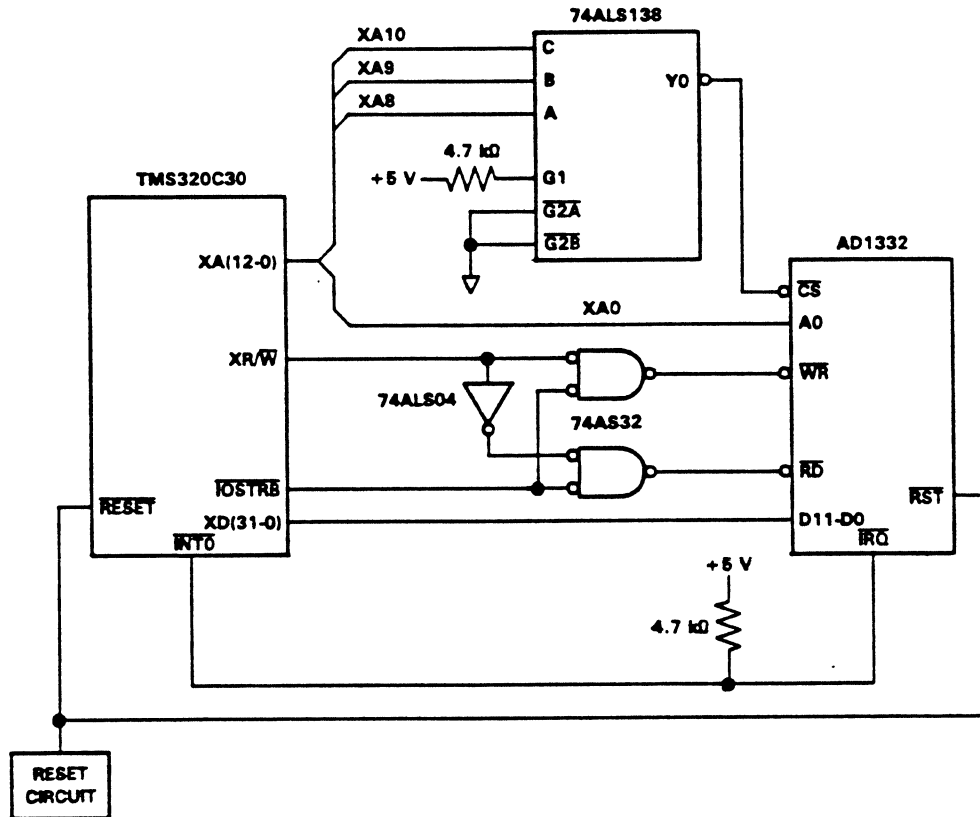 74ALS138
XA10
C
XA9
B
Y0
XA8
A
4.7 kΩ
+5 V
G1
TMS320C30
G2A
G2B
AD1332
XA(12-0)
CS
XA0
A0
XR/W
WR
74ALS04
74AS32
RD
IOSTRB
RST
RESET
XD(31-0)
D11-D0
INT0
IRQ
+5 V
4.7 kΩ
RESET
CIRCUIT